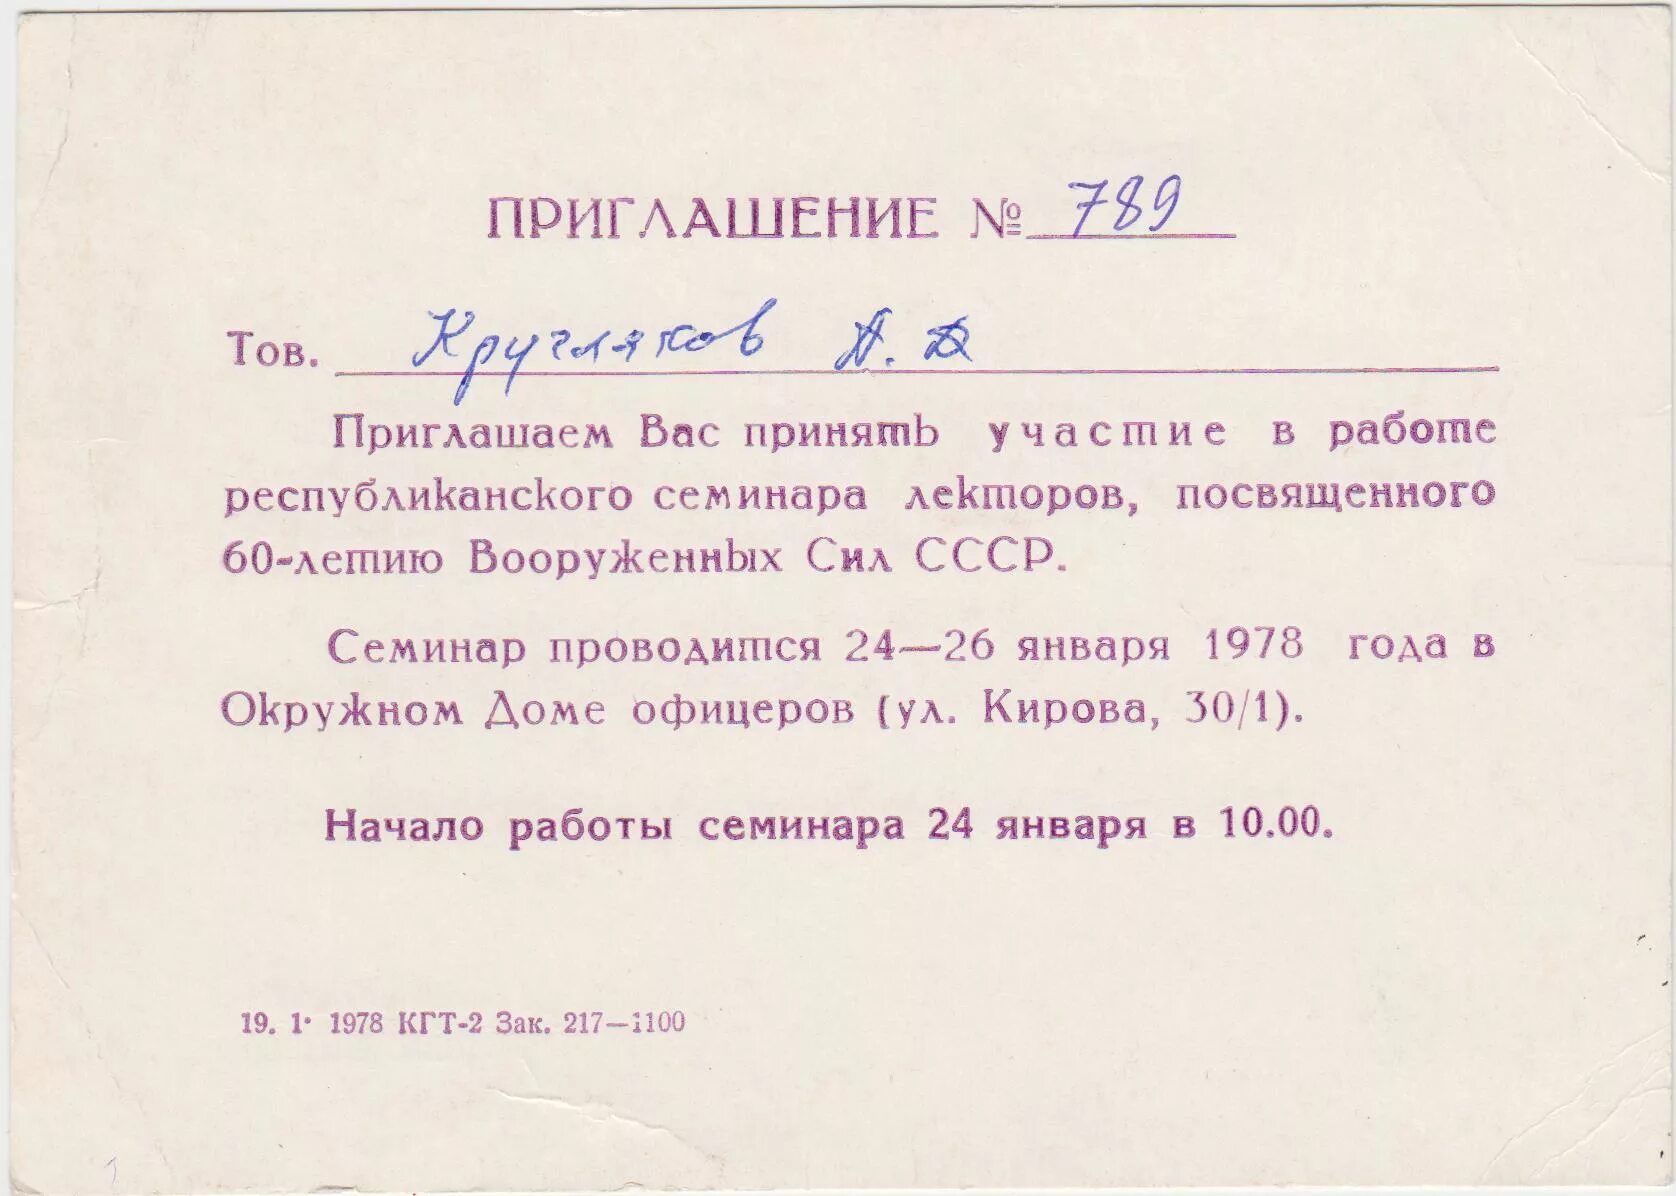 ПРИГЛАШЕНИЕ № 789
Тов. Кругляков А. Д
Приглашаем Вас принять участие в работе
республиканского семинара лекторов, посвященного
60-летию Вооруженных Сил СССР.
Семинар проводится 24—26 января 1978 года в
Окружном Доме офицеров (ул. Кирова, 30/1).
Начало работы семинара 24 января в 10.00.
19. 1· 1978 КГТ-2 Зак. 217—1100